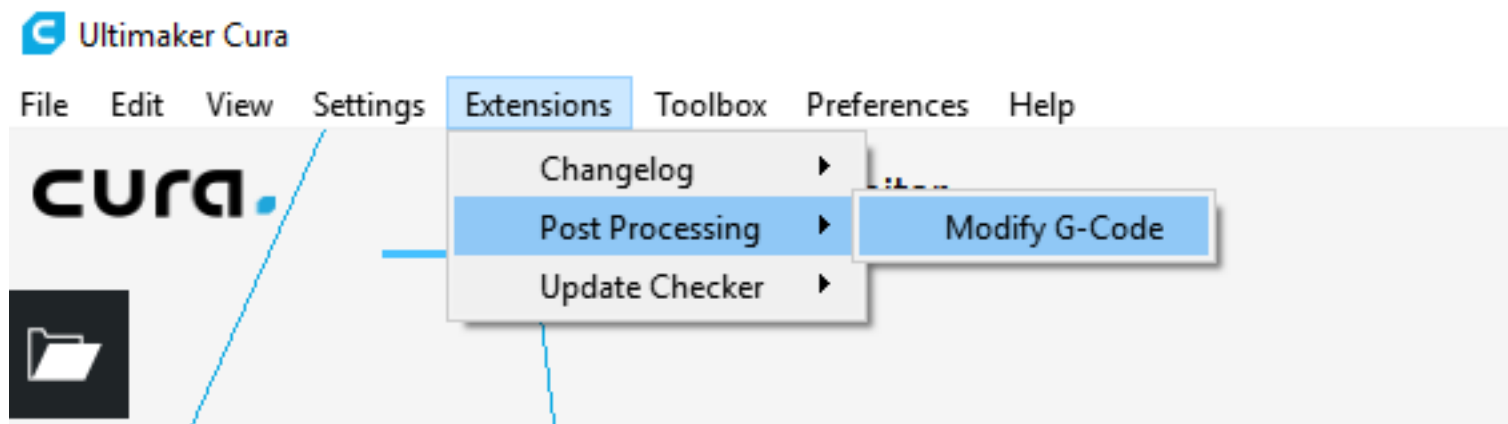 Ultimaker Cura
File Edit View Settings Extensions Toolbox Preferences Help
cura.
Changelog
Post Processing
Modify G-Code
Update Checker